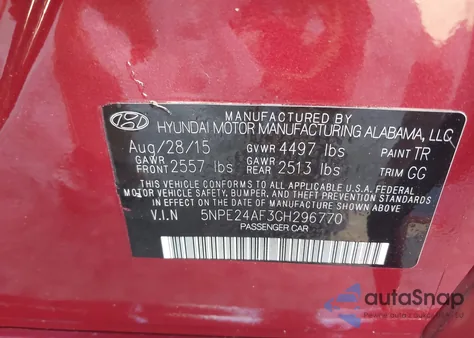 MANUFACTURED BY
HYUNDAI MOTOR MANUFACTURING ALABAMA, LLC
Aug/28/15 GVWR 4497 lbs PAINT TR
GAWR FRONT 2557 lbs GAWR REAR 2513 lbs TRIM GG
THIS VEHICLE CONFORMS TO ALL APPLICABLE U.S.A. FEDERAL
MOTOR VEHICLE SAFETY, BUMPER, AND THEFT PREVENTION STANDARDS
IN EFFECT ON THE DATE OF MANUFACTURE SHOWN ABOVE.
V.I.N 5NPE24AF3GH296770
PASSENGER CAR
autoSnap